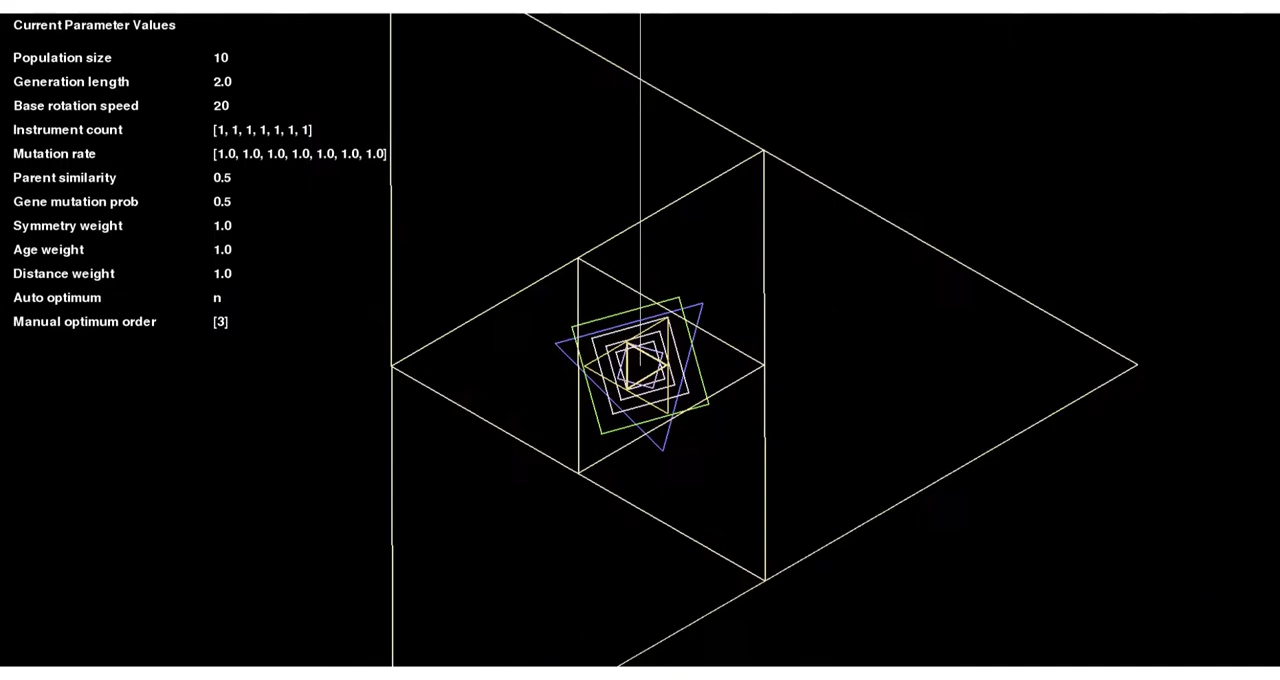 Current Parameter Values
Population size 10
Generation length 2.0
Base rotation speed 20
Instrument count [1, 1, 1, 1, 1, 1, 1]
Mutation rate [1.0, 1.0, 1.0, 1.0, 1.0, 1.0, 1.0]
Parent similarity 0.5
Gene mutation prob 0.5
Symmetry weight 1.0
Age weight 1.0
Distance weight 1.0
Auto optimum n
Manual optimum order [3]